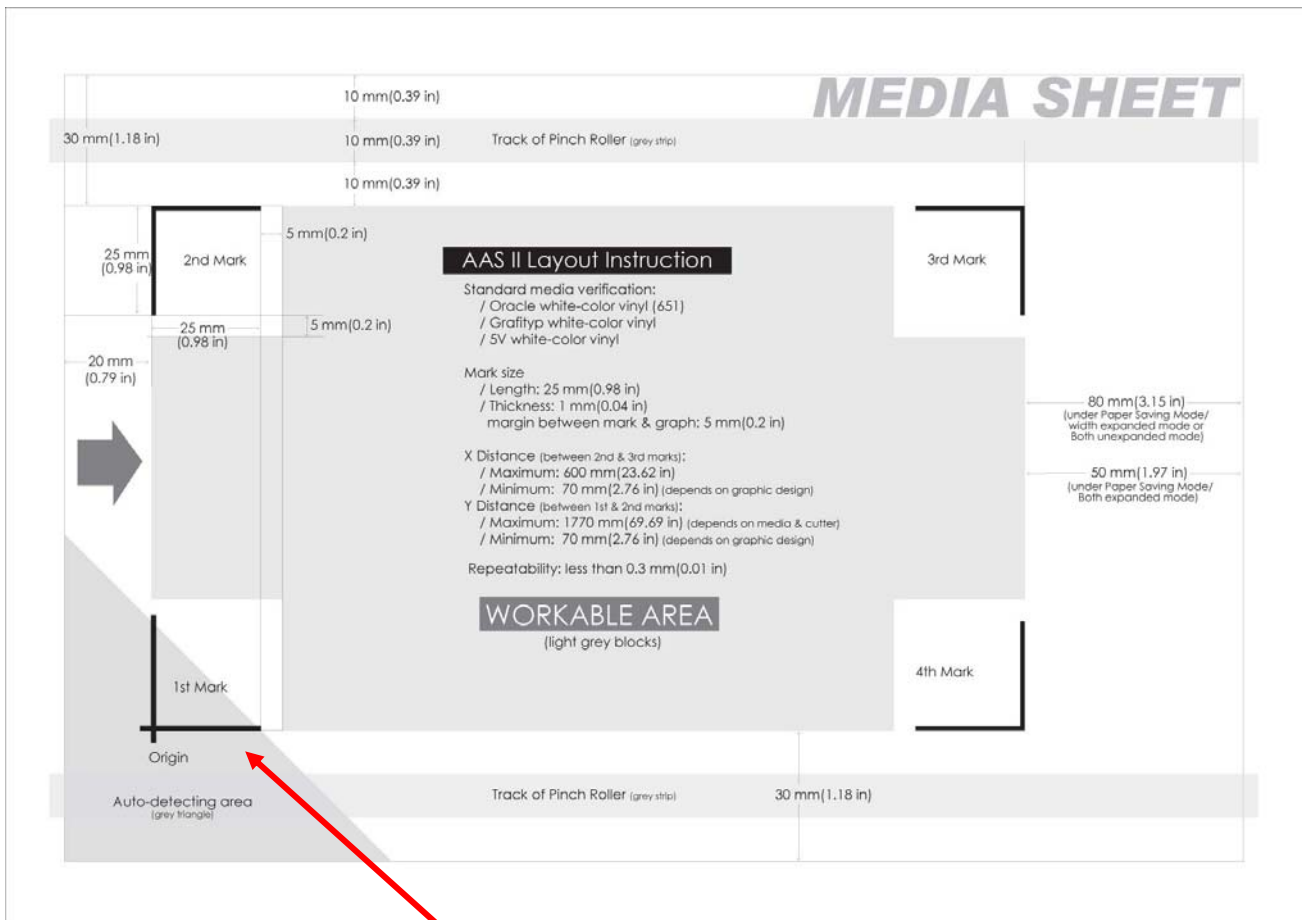 MEDIA SHEET
10 mm(0.39 in)
30 mm(1.18 in)
10 mm(0.39 in)
Track of Pinch Roller (grey strip)
10 mm(0.39 in)
25 mm
(0.98 in)
2nd Mark
5 mm(0.2 in)
AAS II Layout Instruction
3rd Mark
Standard media verification:
/ Oracle white-color vinyl (651)
/ Grafityp white-color vinyl
/ 5V white-color vinyl
25 mm
(0.98 in)
5 mm(0.2 in)
20 mm
(0.79 in)
Mark size
/ Length: 25 mm(0.98 in)
/ Thickness: 1 mm(0.04 in)
margin between mark & graph: 5 mm(0.2 in)
80 mm(3.15 in)
(under Paper Saving Mode/
width expanded mode or
Both unexpanded mode)
X Distance (between 2nd & 3rd marks):
/ Maximum: 600 mm(23.62 in)
/ Minimum: 70 mm(2.76 in) (depends on graphic design)
Y Distance (between 1st & 2nd marks):
/ Maximum: 1770 mm(69.69 in) (depends on media & cutter)
/ Minimum: 70 mm(2.76 in) (depends on graphic design)
50 mm(1.97 in)
(under Paper Saving Mode/
Both expanded mode)
Repeatability: less than 0.3 mm(0.01 in)
WORKABLE AREA
(light grey blocks)
1st Mark
4th Mark
Origin
Auto-detecting area
(grey triangle)
Track of Pinch Roller (grey strip)
30 mm(1.18 in)